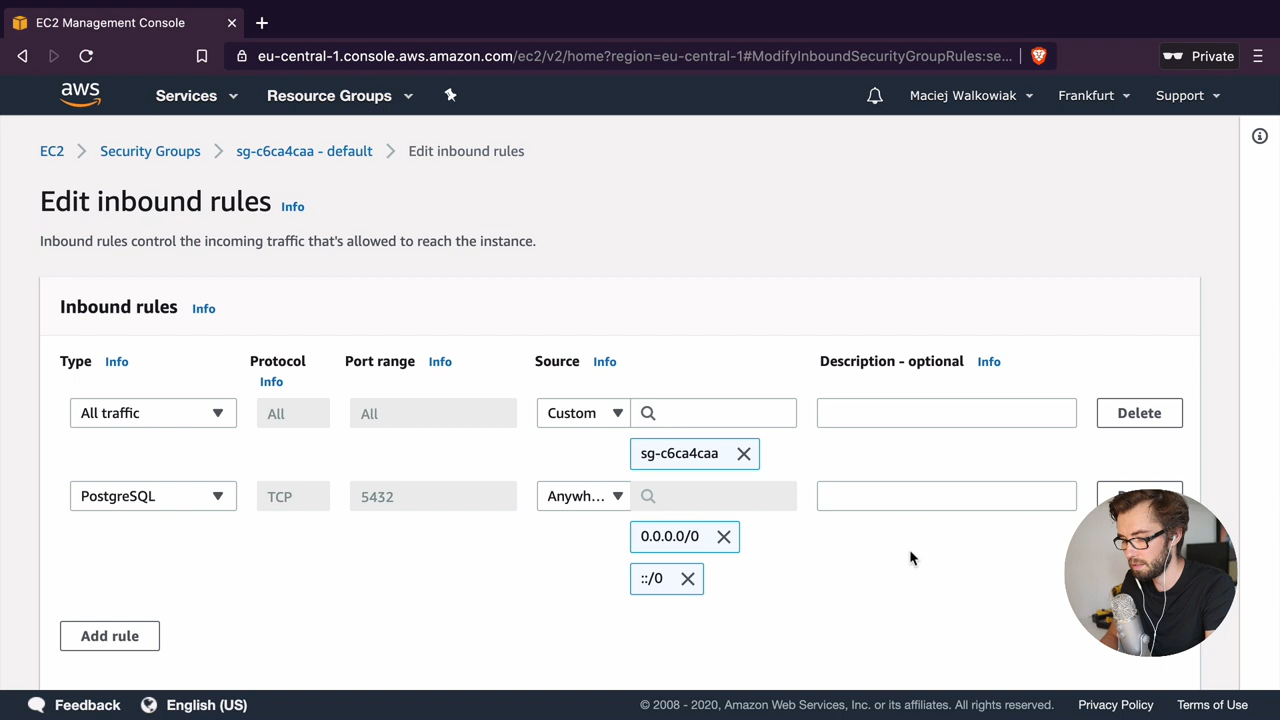 EC2 Management Console
eu-central-1.console.aws.amazon.com/ec2/v2/home?region=eu-central-1#ModifyInboundSecurityGroupRules:se...
Private
aws
Services
Resource Groups
Maciej Walkowiak
Frankfurt
Support
EC2
Security Groups
sg-c6ca4caa - default
Edit inbound rules
Edit inbound rules Info
Inbound rules control the incoming traffic that's allowed to reach the instance.
Inbound rules Info
Type Info
Protocol Info
Port range Info
Source Info
Description - optional Info
All traffic
All
All
Custom
Delete
sg-c6ca4caa
PostgreSQL
TCP
5432
Anywh...
0.0.0.0/0
::/0
Add rule
Feedback
English (US)
© 2008 - 2020, Amazon Web Services, Inc. or its affiliates. All rights reserved.
Privacy Policy
Terms of Use